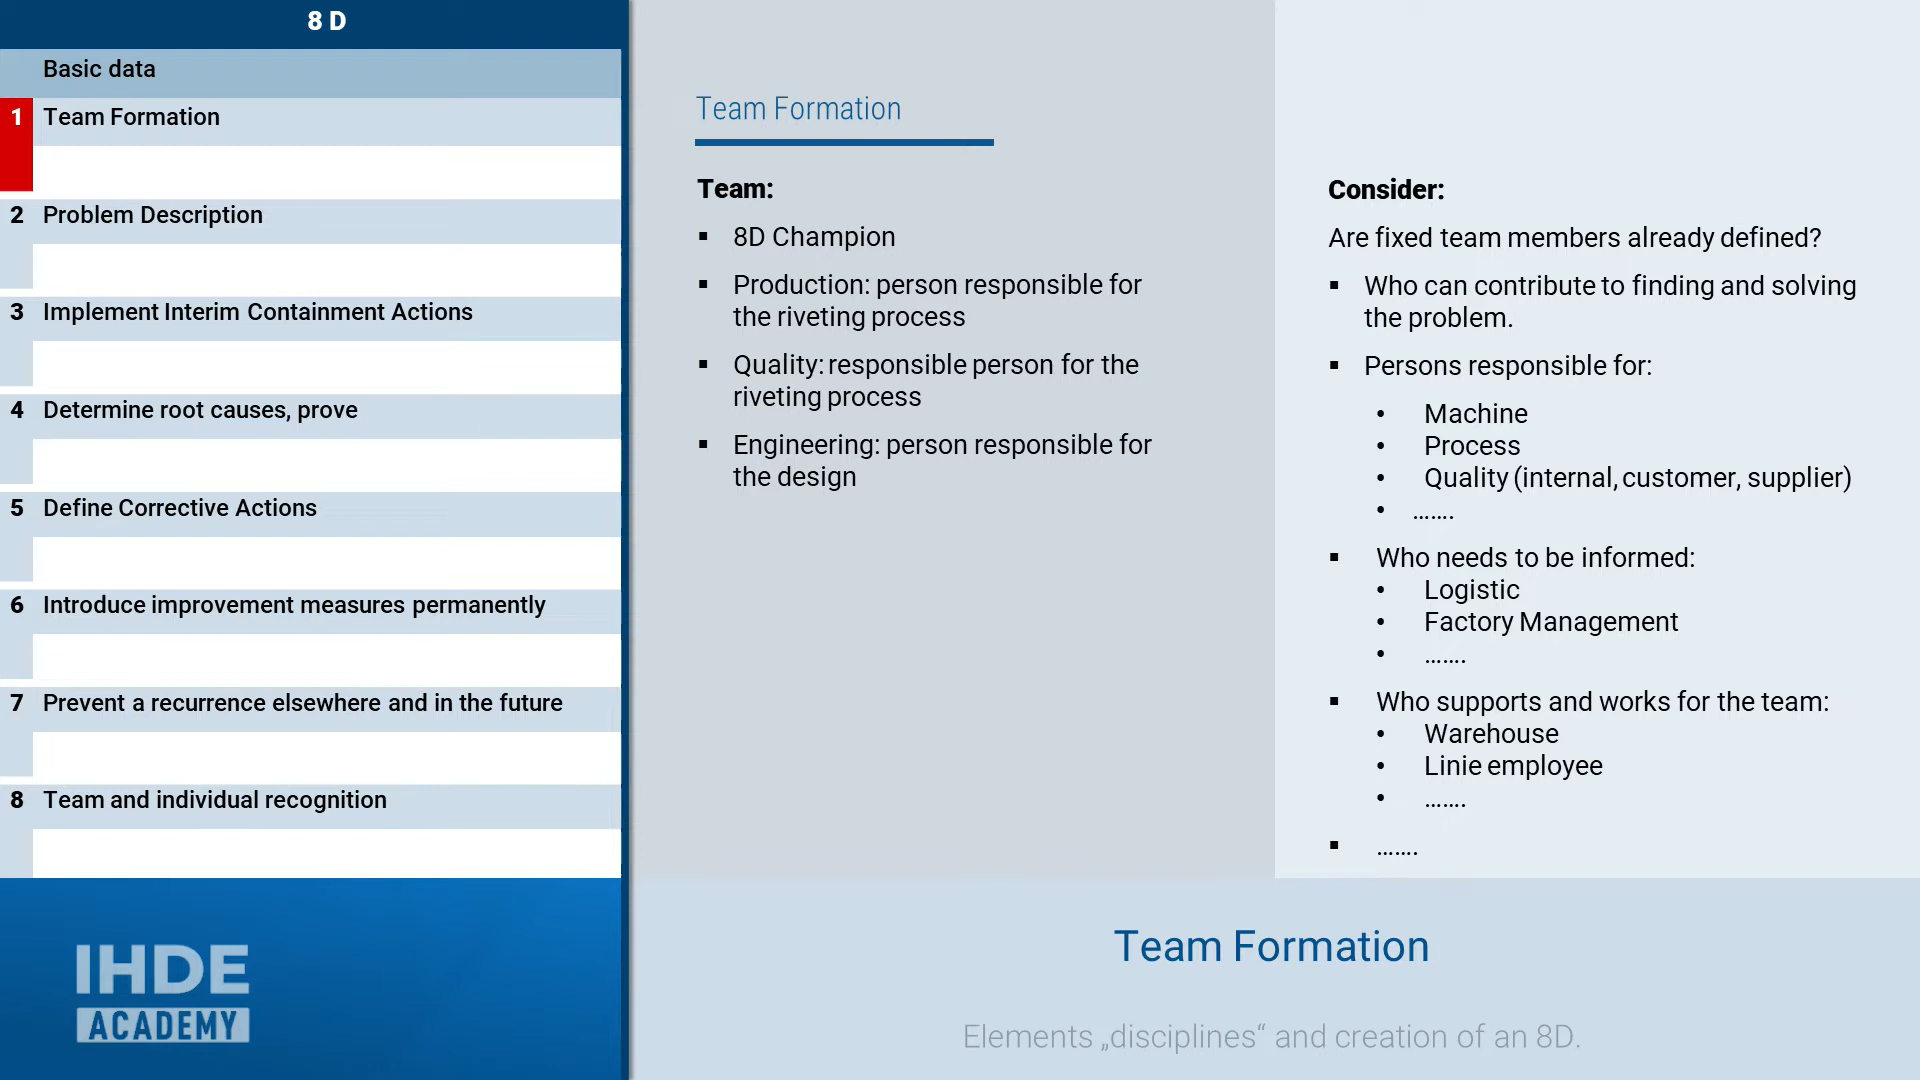 8 D
Basic data
1 Team Formation
2 Problem Description
3 Implement Interim Containment Actions
4 Determine root causes, prove
5 Define Corrective Actions
6 Introduce improvement measures permanently
7 Prevent a recurrence elsewhere and in the future
8 Team and individual recognition
IHDE
ACADEMY
Team Formation
Team:
▪ 8D Champion
▪ Production: person responsible for
the riveting process
▪ Quality: responsible person for the
riveting process
▪ Engineering: person responsible for
the design
Consider:
Are fixed team members already defined?
▪ Who can contribute to finding and solving
the problem.
▪ Persons responsible for:
• Machine
• Process
• Quality (internal, customer, supplier)
• .......
▪ Who needs to be informed:
• Logistic
• Factory Management
• .......
▪ Who supports and works for the team:
• Warehouse
• Linie employee
• .......
▪ .......
Team Formation
Elements „disciplines“ and creation of an 8D.